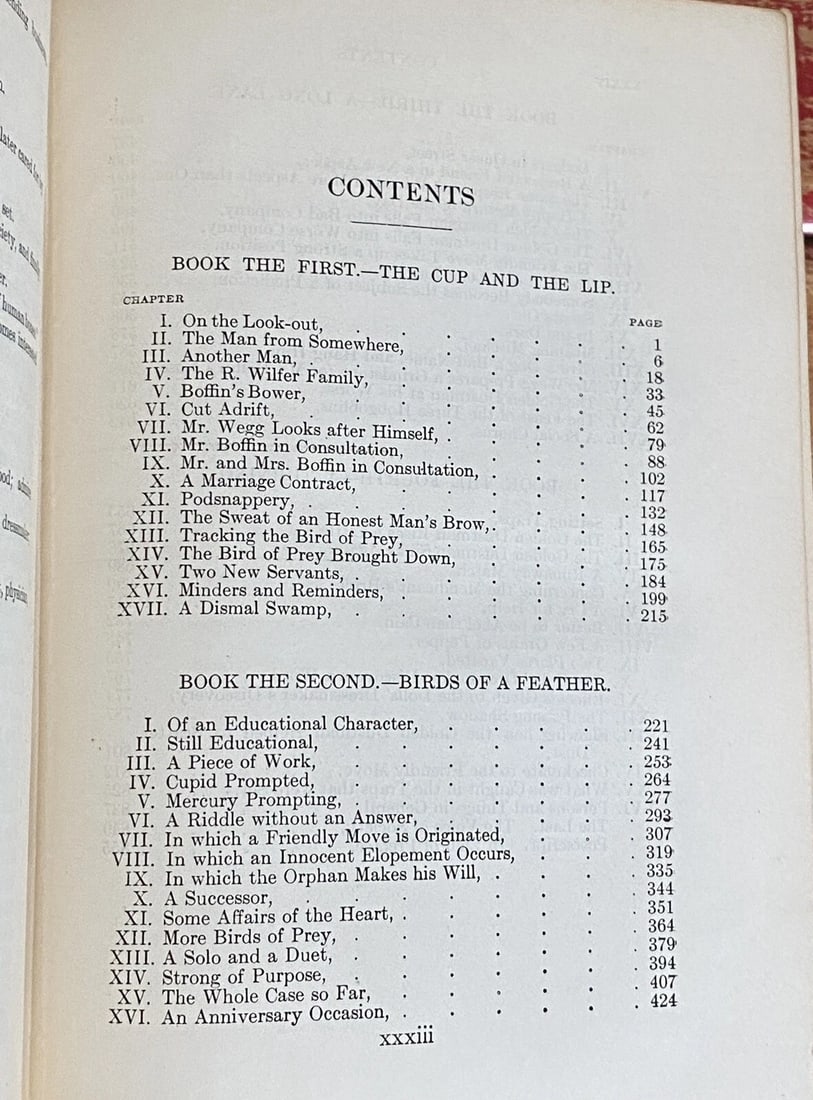 later cared for
set.
CONTENTS
BOOK THE FIRST.—THE CUP AND THE LIP.
CHAPTER PAGE
I. On the Look-out, . . . . . . 1
II. The Man from Somewhere, . . . . . 6
III. Another Man, . . . . . . 18
IV. The R. Wilfer Family, . . . . . 33
V. Boffin's Bower, . . . . . . 45
VI. Cut Adrift, . . . . . . 62
VII. Mr. Wegg Looks after Himself, . . . . . 79
VIII. Mr. Boffin in Consultation, . . . . . 88
IX. Mr. and Mrs. Boffin in Consultation, . . . . 102
X. A Marriage Contract, . . . . . . 117
XI. Podsnappery, . . . . . . 132
XII. The Sweat of an Honest Man's Brow, . . . . 148
XIII. Tracking the Bird of Prey, . . . . . 165
XIV. The Bird of Prey Brought Down, . . . . 175
XV. Two New Servants, . . . . . . 184
XVI. Minders and Reminders, . . . . . . 199
XVII. A Dismal Swamp, . . . . . . 215
BOOK THE SECOND.—BIRDS OF A FEATHER.
I. Of an Educational Character, . . . . 221
II. Still Educational, . . . . . . 241
III. A Piece of Work, . . . . . . 253
IV. Cupid Prompted, . . . . . . 264
V. Mercury Prompting, . . . . . . 277
VI. A Riddle without an Answer, . . . . . 293
VII. In which a Friendly Move is Originated, . . . 307
VIII. In which an Innocent Elopement Occurs, . . . 319
IX. In which the Orphan Makes his Will, . . . . 335
X. A Successor, . . . . . . 344
XI. Some Affairs of the Heart, . . . . . . 351
XII. More Birds of Prey, . . . . . . 364
XIII. A Solo and a Duet, . . . . . . 379
XIV. Strong of Purpose, . . . . . . 394
XV. The Whole Case so Far, . . . . . . 407
XVI. An Anniversary Occasion, . . . . . . 424
xxxiii